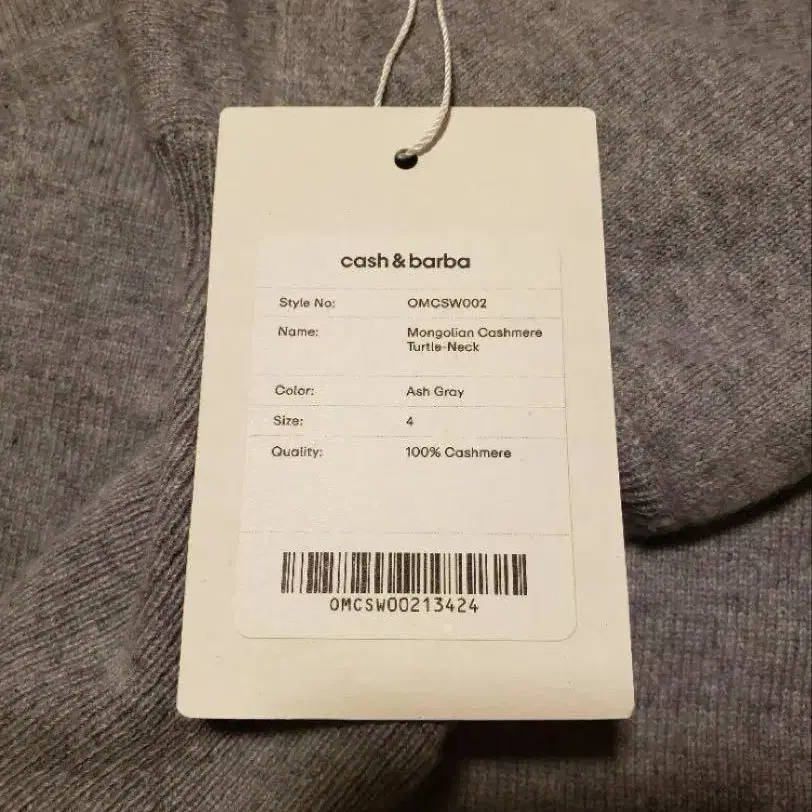 cash & barba
Style No: OMCSW002
Name: Mongolian Cashmere
Turtle-Neck
Color: Ash Gray
Size: 4
Quality: 100% Cashmere
OMCSW00213424